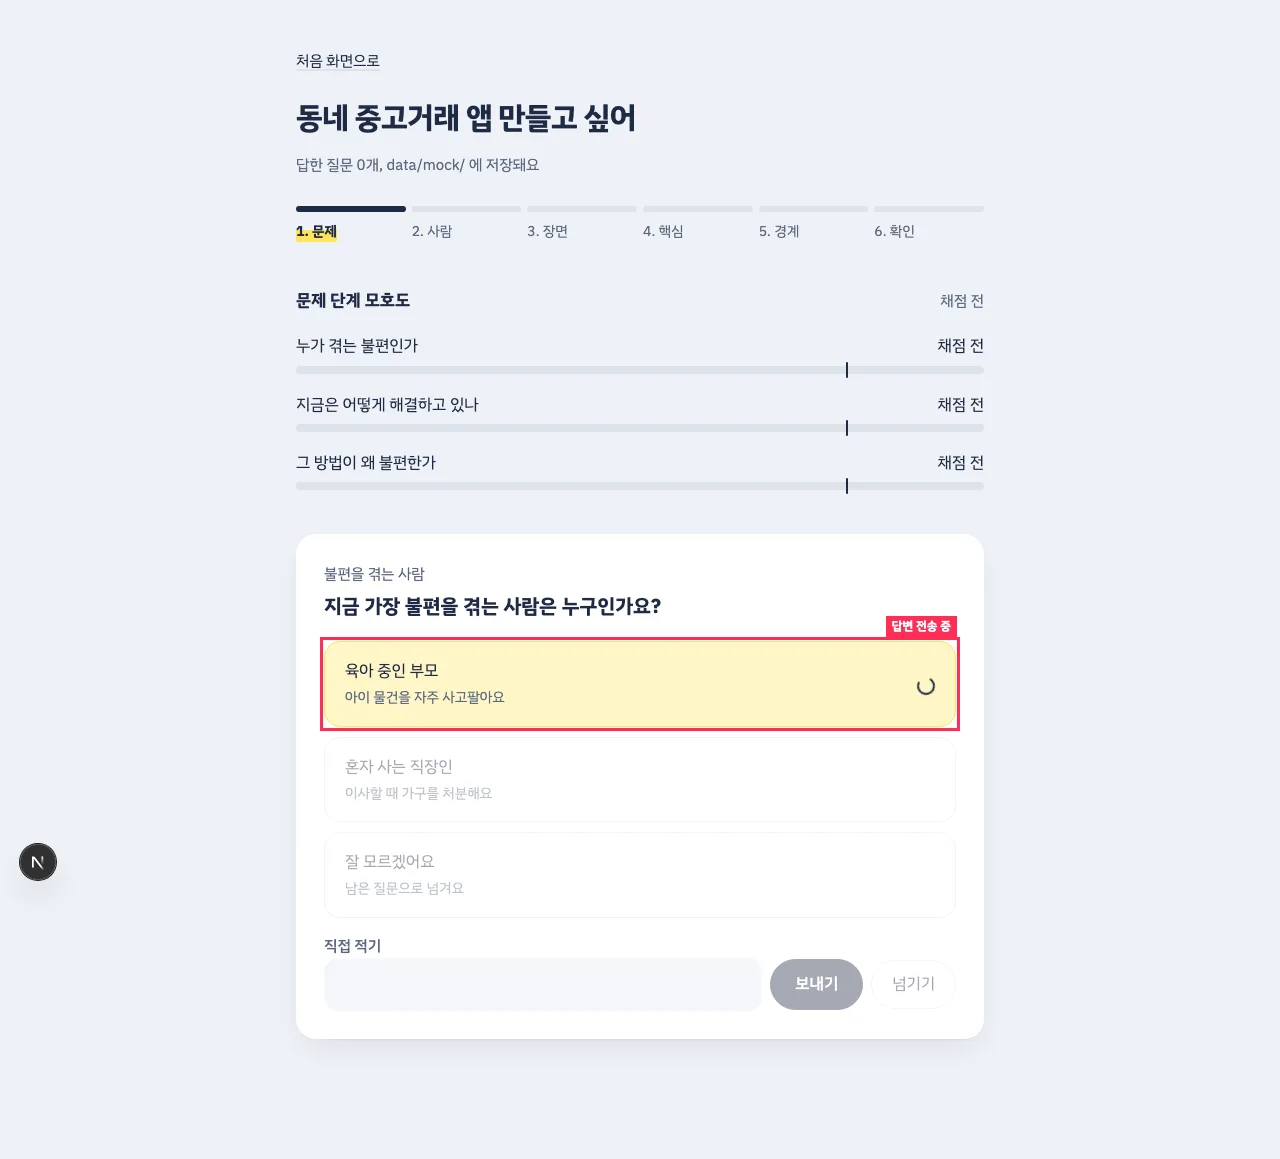 처음 화면으로
동네 중고거래 앱 만들고 싶어
답한 질문 0개, data/mock/ 에 저장돼요
1. 문제
2. 사람
3. 장면
4. 핵심
5. 경계
6. 확인
문제 단계 모호도
채점 전
누가 겪는 불편인가
채점 전
지금은 어떻게 해결하고 있나
채점 전
그 방법이 왜 불편한가
채점 전
불편을 겪는 사람
지금 가장 불편을 겪는 사람은 누구인가요?
답변 전송 중
육아 중인 부모
아이 물건을 자주 사고팔아요
혼자 사는 직장인
이사할 때 가구를 처분해요
잘 모르겠어요
남은 질문으로 넘겨요
직접 적기
보내기
넘기기
N